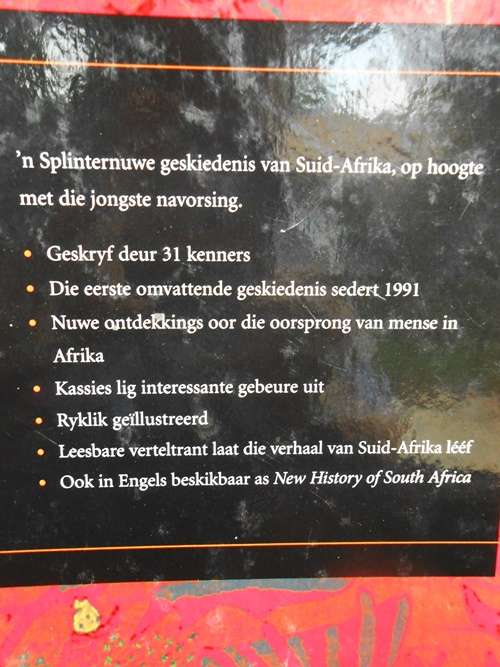 ’n Splinternuwe geskiedenis van Suid-Afrika, op hoogte
met die jongste navorsing.
• Geskryf deur 31 kenners
• Die eerste omvattende geskiedenis sedert 1991
• Nuwe ontdekkings oor die oorsprong van mense in
Afrika
• Kassies lig interessante gebeure uit
• Ryklik geïllustreerd
• Leesbare verteltrant laat die verhaal van Suid-Afrika lééf
• Ook in Engels beskikbaar as New History of South Africa